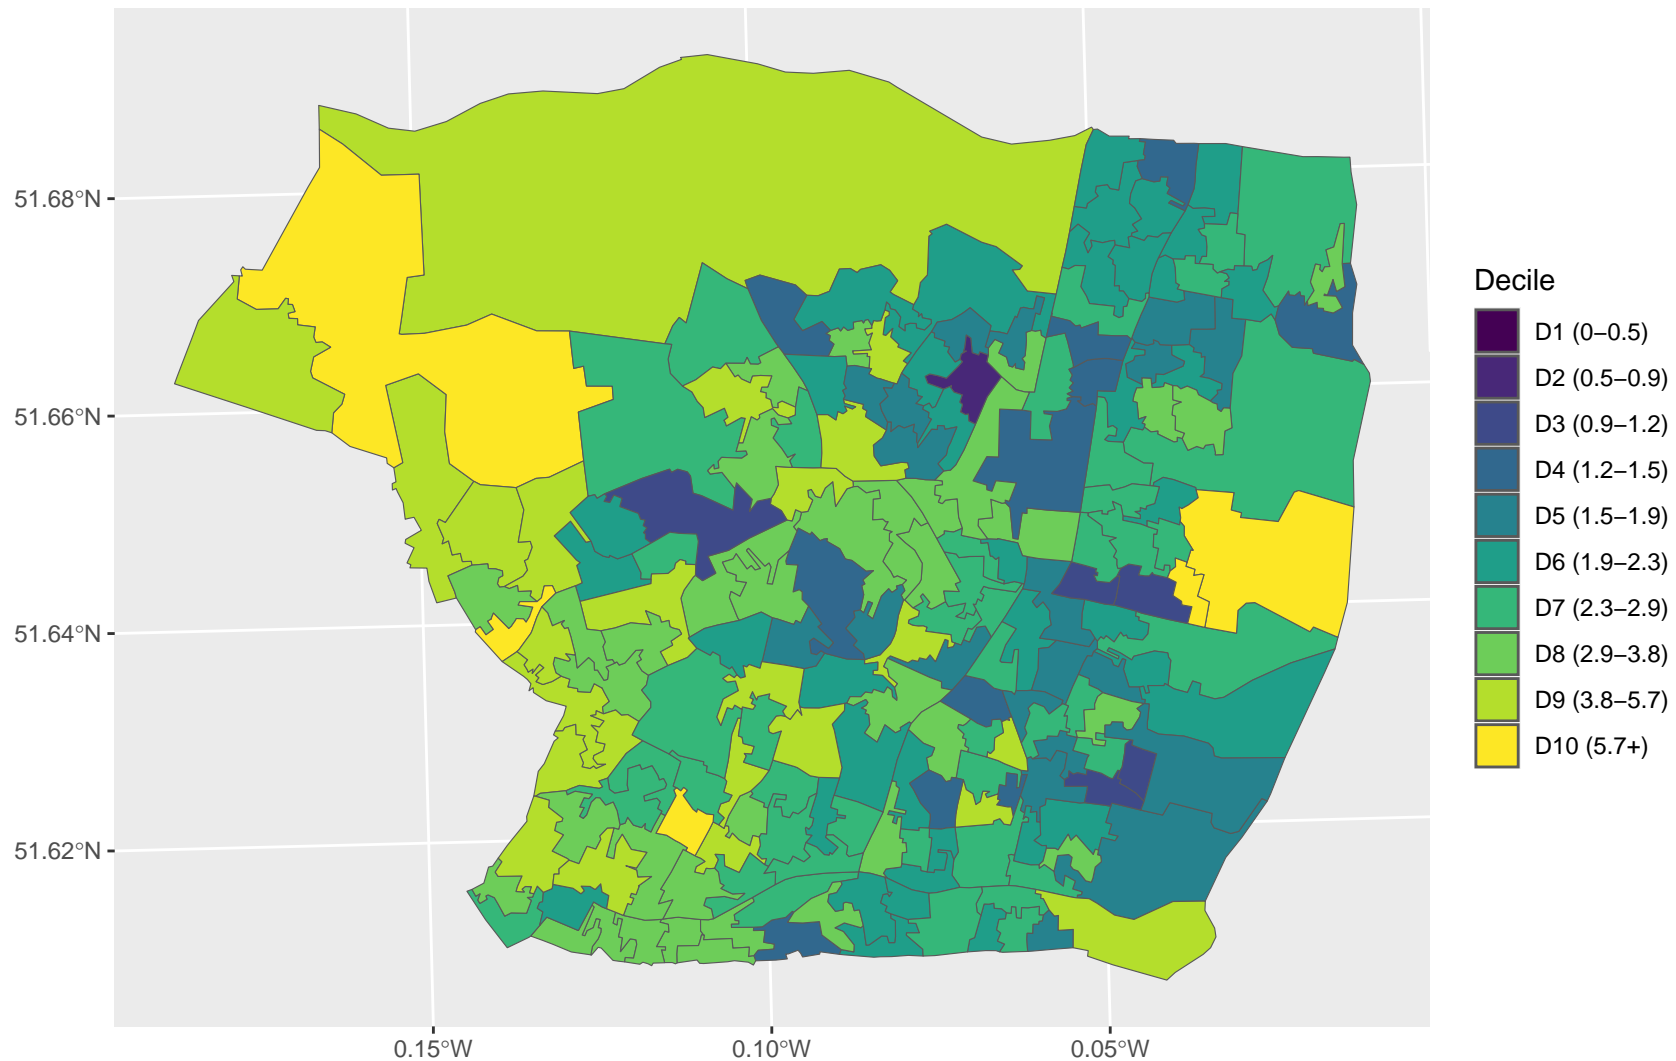 51.68°N
51.66°N
51.64°N
51.62°N
0.15°W
0.10°W
0.05°W
Decile
D1 (0−0.5)
D2 (0.5−0.9)
D3 (0.9−1.2)
D4 (1.2−1.5)
D5 (1.5−1.9)
D6 (1.9−2.3)
D7 (2.3−2.9)
D8 (2.9−3.8)
D9 (3.8−5.7)
D10 (5.7+)